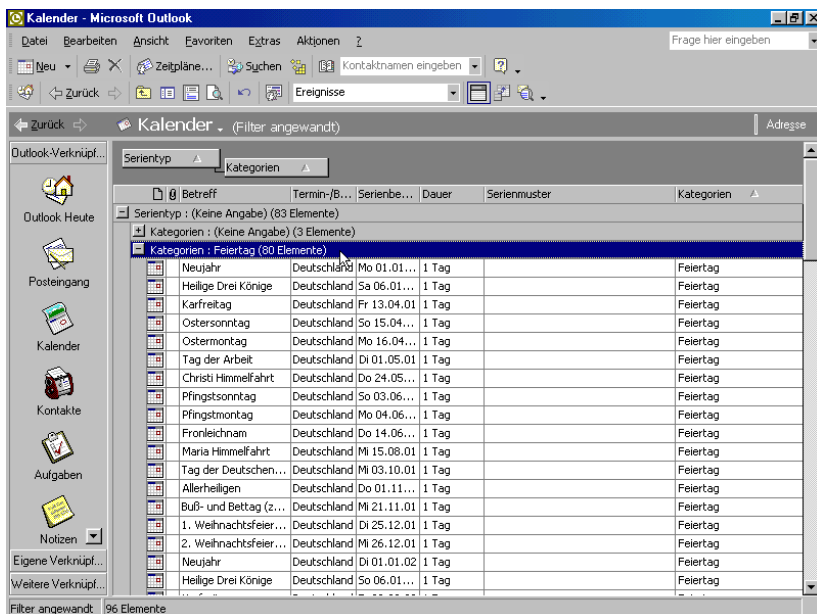 Kalender - Microsoft Outlook
Datei Bearbeiten Ansicht Favoriten Extras Aktionen ? Frage hier eingeben
Neu Zeitpläne... Suchen Kontaktnamen eingeben
Zurück Ereignisse
Zurück Kalender. (Filter angewandt) Adresse
Outlook-Verknüpf...
Outlook Heute
Posteingang
Kalender
Kontakte
Aufgaben
Notizen
Eigene Verknüpf...
Weitere Verknüpf...
Serientyp
Kategorien
Betreff Termin-/B... Serienbe... Dauer Serienmuster Kategorien
Serientyp : (Keine Angabe) (83 Elemente)
Kategorien : (Keine Angabe) (3 Elemente)
Kategorien : Feiertag (80 Elemente)
Neujahr Deutschland Mo 01.01... 1 Tag Feiertag
Heilige Drei Könige Deutschland Sa 06.01... 1 Tag Feiertag
Karfreitag Deutschland Fr 13.04.01 1 Tag Feiertag
Ostersonntag Deutschland So 15.04... 1 Tag Feiertag
Ostermontag Deutschland Mo 16.04... 1 Tag Feiertag
Tag der Arbeit Deutschland Di 01.05.01 1 Tag Feiertag
Christi Himmelfahrt Deutschland Do 24.05... 1 Tag Feiertag
Pfingstsonntag Deutschland So 03.06... 1 Tag Feiertag
Pfingstmontag Deutschland Mo 04.06... 1 Tag Feiertag
Fronleichnam Deutschland Do 14.06... 1 Tag Feiertag
Maria Himmelfahrt Deutschland Mi 15.08.01 1 Tag Feiertag
Tag der Deutschen... Deutschland Mi 03.10.01 1 Tag Feiertag
Allerheiligen Deutschland Do 01.11... 1 Tag Feiertag
Buß- und Bettag (z... Deutschland Mi 21.11.01 1 Tag Feiertag
1. Weihnachtsfeier... Deutschland Di 25.12.01 1 Tag Feiertag
2. Weihnachtsfeier... Deutschland Mi 26.12.01 1 Tag Feiertag
Neujahr Deutschland Di 01.01.02 1 Tag Feiertag
Heilige Drei Könige Deutschland So 06.01... 1 Tag Feiertag
Filter angewandt 96 Elemente